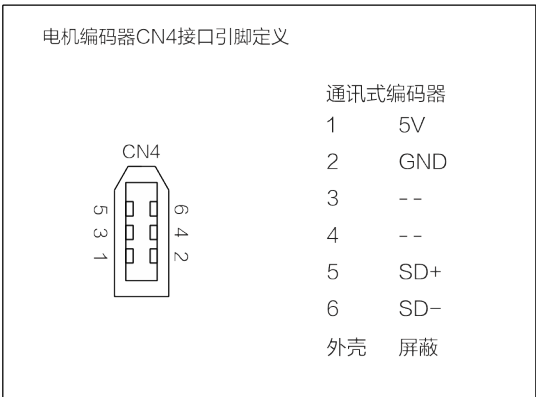 电机编码器CN4接口引脚定义
CN4
5 6
3 4
1 2
通讯式编码器
1 5V
2 GND
3 --
4 --
5 SD+
6 SD-
外壳 屏蔽